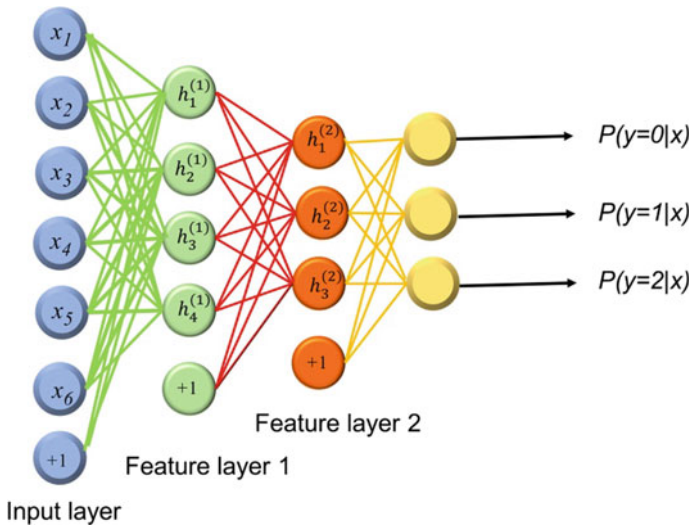 x₁
x₂
x₃
x₄
x₅
x₆
+1
Input layer
h₁⁽¹⁾
h₂⁽¹⁾
h₃⁽¹⁾
h₄⁽¹⁾
+1
Feature layer 1
h₁⁽²⁾
h₂⁽²⁾
h₃⁽²⁾
+1
Feature layer 2
P(y=0|x)
P(y=1|x)
P(y=2|x)